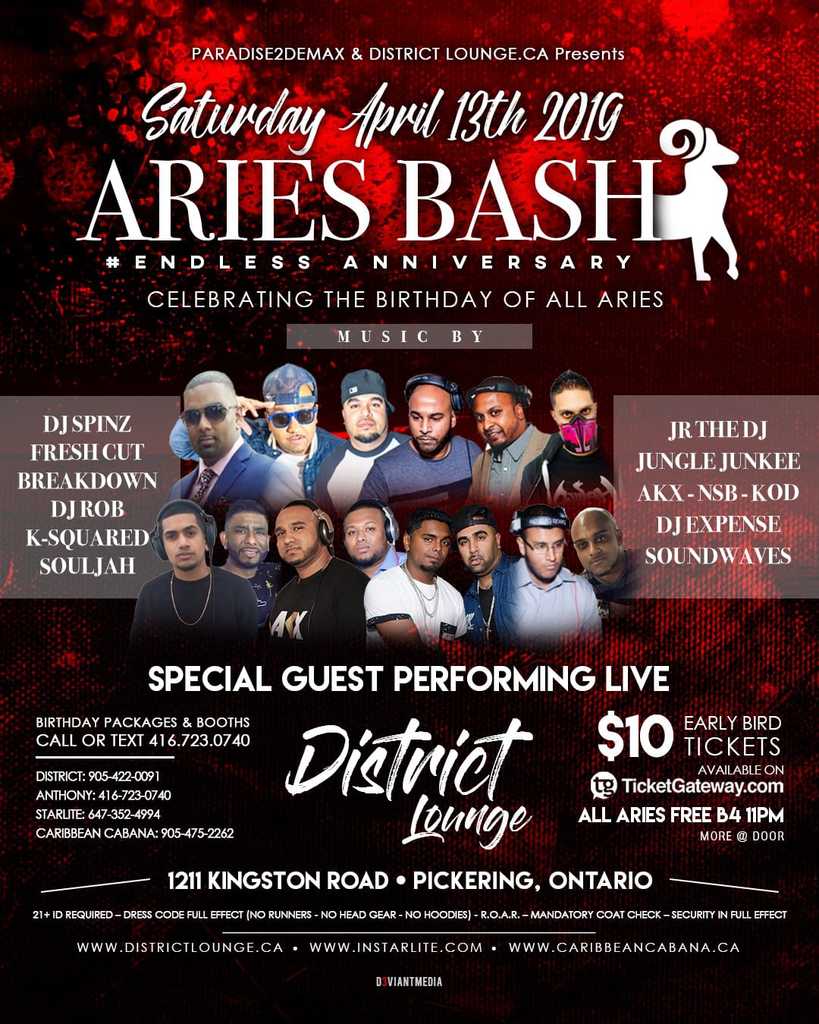 PARADISE2DEMAX & DISTRICT LOUNGE.CA Presents
Saturday April 13th 2019
ARIES BASH
#ENDLESS ANNIVERSARY
CELEBRATING THE BIRTHDAY OF ALL ARIES
MUSIC BY
DJ SPINZ
FRESH CUT
BREAKDOWN
DJ ROB
K-SQUARED
SOULJAH
JR THE DJ
JUNGLE JUNKEE
AKX - NSB - KOD
DJ EXPENSE
SOUNDWAVES
AKX
SPECIAL GUEST PERFORMING LIVE
BIRTHDAY PACKAGES & BOOTHS
CALL OR TEXT 416.723.0740
DISTRICT: 905-422-0091
ANTHONY: 416-723-0740
STARLITE: 647-352-4994
CARIBBEAN CABANA: 905-475-2262
District
Lounge
$10 EARLY BIRD
TICKETS
AVAILABLE ON
tg TicketGateway.com
ALL ARIES FREE B4 11PM
MORE @ DOOR
1211 KINGSTON ROAD • PICKERING, ONTARIO
21+ ID REQUIRED – DRESS CODE FULL EFFECT (NO RUNNERS - NO HEAD GEAR - NO HOODIES) - R.O.A.R. – MANDATORY COAT CHECK – SECURITY IN FULL EFFECT
WWW.DISTRICTLOUNGE.CA • WWW.INSTARLITE.COM • WWW.CARIBBEANCABANA.CA
D3VIANTMEDIA